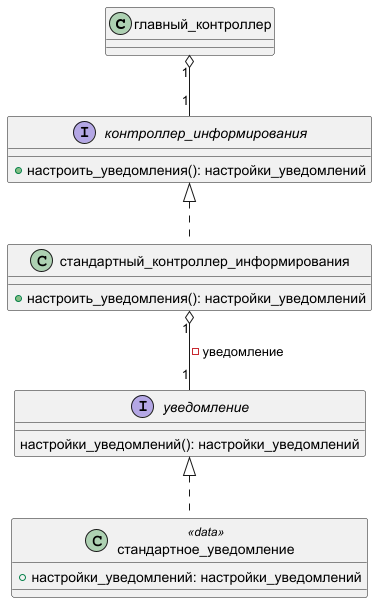 C главный_контроллер
1
1
I контроллер_информирования
настроить_уведомления(): настройки_уведомлений
C стандартный_контроллер_информирования
настроить_уведомления(): настройки_уведомлений
1
уведомление
1
I уведомление
настройки_уведомлений(): настройки_уведомлений
«data»
C стандартное_уведомление
настройки_уведомлений: настройки_уведомлений